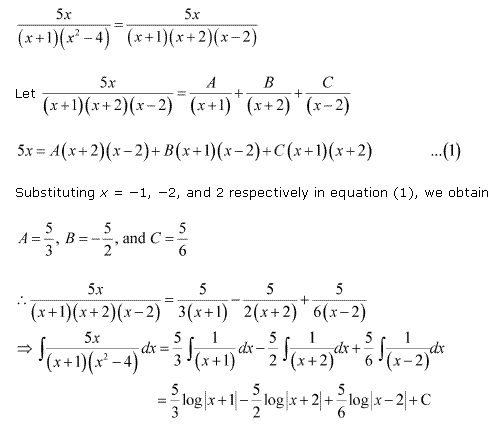 5x/((x+1)(x²−4)) = 5x/((x+1)(x+2)(x−2))
Let 5x/((x+1)(x+2)(x−2)) = A/(x+1) + B/(x+2) + C/(x−2)
5x = A(x+2)(x−2)+B(x+1)(x−2)+C(x+1)(x+2) ...(1)
Substituting x = −1, −2, and 2 respectively in equation (1), we obtain
A = 5/3, B = −5/2, and C = 5/6
∴ 5x/((x+1)(x+2)(x−2)) = 5/(3(x+1)) − 5/(2(x+2)) + 5/(6(x−2))
⇒ ∫ 5x/((x+1)(x²−4)) dx = 5/3 ∫ 1/(x+1) dx − 5/2 ∫ 1/(x+2) dx + 5/6 ∫ 1/(x−2) dx
= 5/3 log|x+1| − 5/2 log|x+2| + 5/6 log|x−2| + C